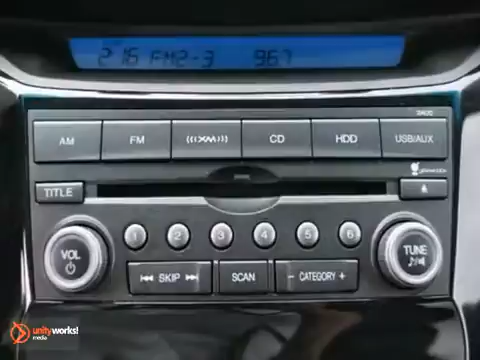 2:16 FM2-3 96.7
AM FM ((XM)) CD HDD USB/AUX
TITLE
VOL 1 2 3 4 5 6 TUNE
SKIP SCAN - CATEGORY +
unityworks!
media